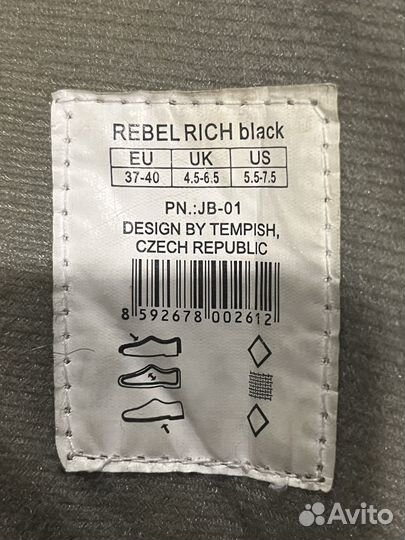 REBEL RICH black
EU UK US
37-40 4.5-6.5 5.5-7.5
PN.:JB-01
DESIGN BY TEMPISH,
CZECH REPUBLIC
8 592678 002612
Avito